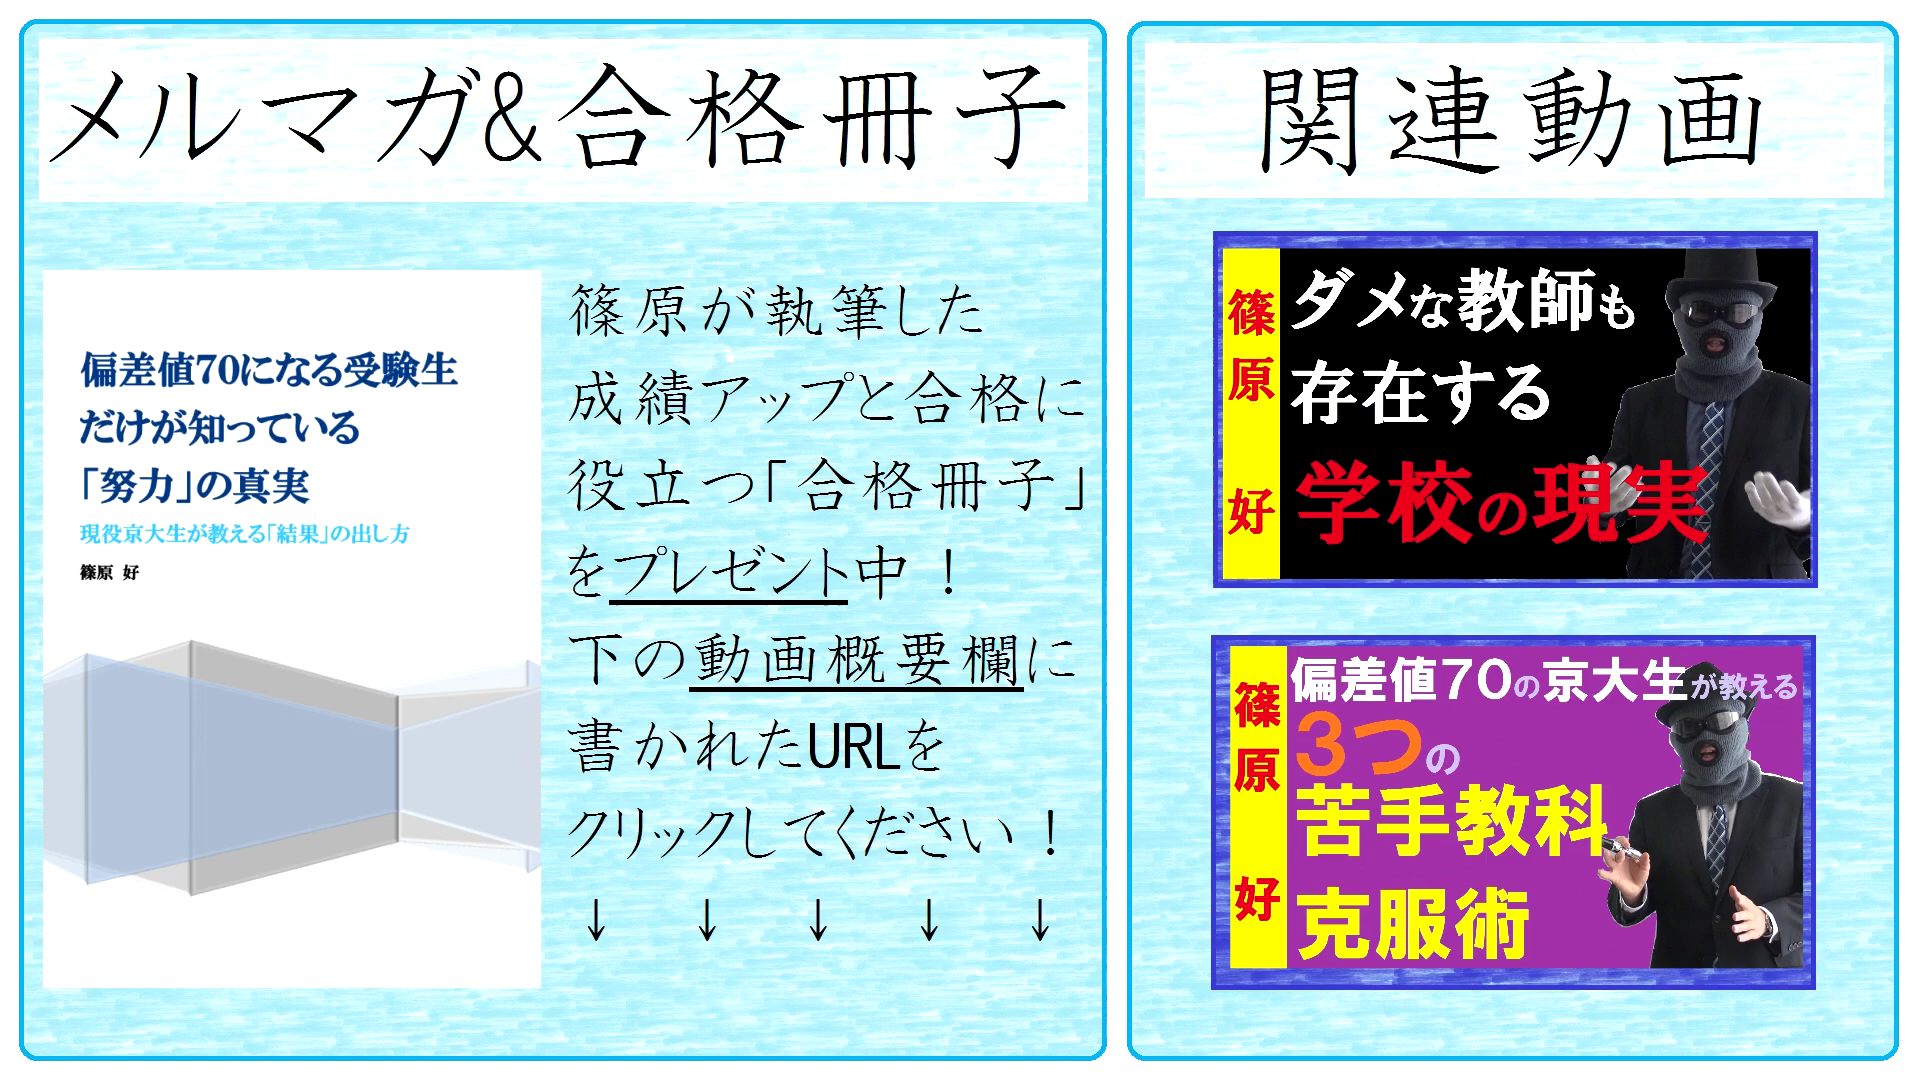 メルマガ&合格冊子
偏差値70になる受験生
だけが知っている
「努力」の真実
現役京大生が教える「結果」の出し方
篠原 好
篠原が執筆した
成績アップと合格に
役立つ「合格冊子」
をプレゼント中！
下の動画概要欄に
書かれたURLを
クリックしてください！
↓ ↓ ↓ ↓ ↓
関連動画
篠原 好
ダメな教師も
存在する
学校の現実
篠原 好
偏差値70の京大生が教える
3つの
苦手教科
克服術